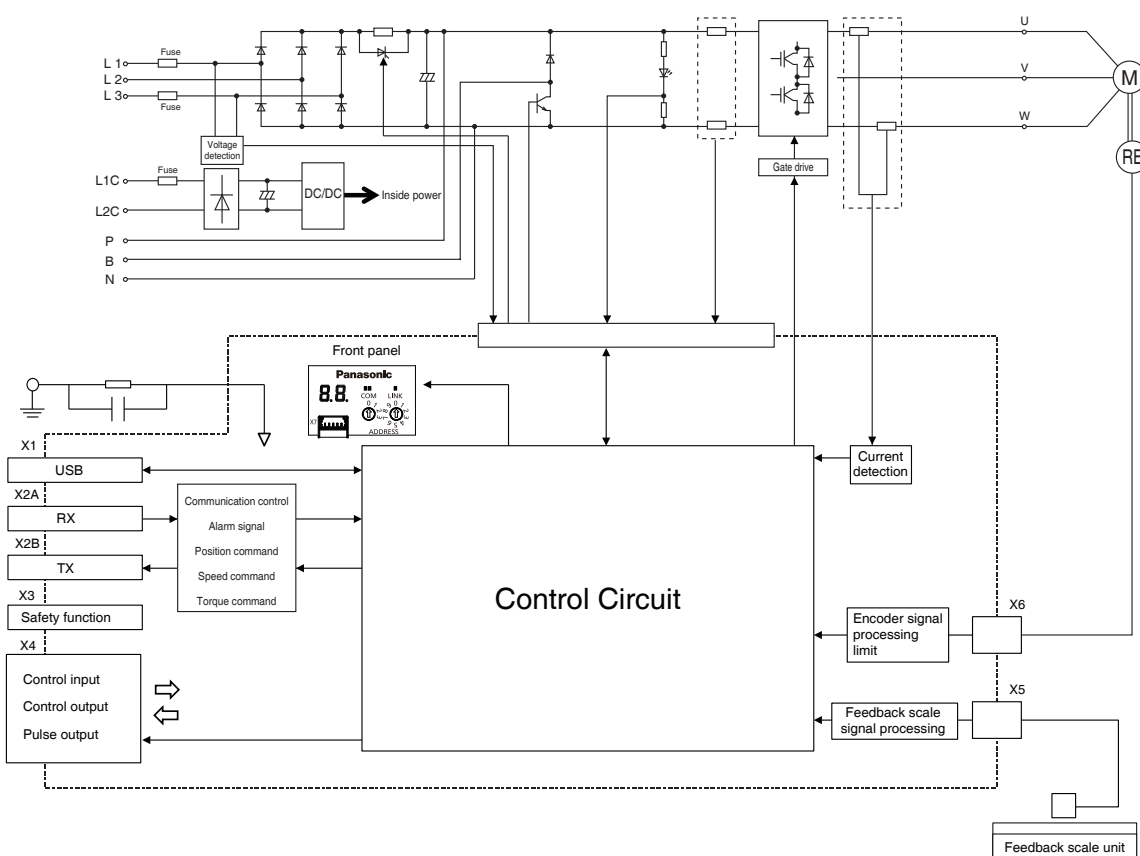 Fuse
L 1
L 2
L 3
Fuse
Voltage
detection
L1C
Fuse
L2C
DC/DC
Inside power
P
B
N
Gate drive
U
V
W
M
RE
Front panel
Panasonic
8.8.
COM
LINK
X7
ADDRESS
X1
USB
X2A
RX
X2B
TX
X3
Safety function
X4
Control input
Control output
Pulse output
Communication control
Alarm signal
Position command
Speed command
Torque command
Control Circuit
Current
detection
Encoder signal
processing
limit
X6
Feedback scale
signal processing
X5
Feedback scale unit